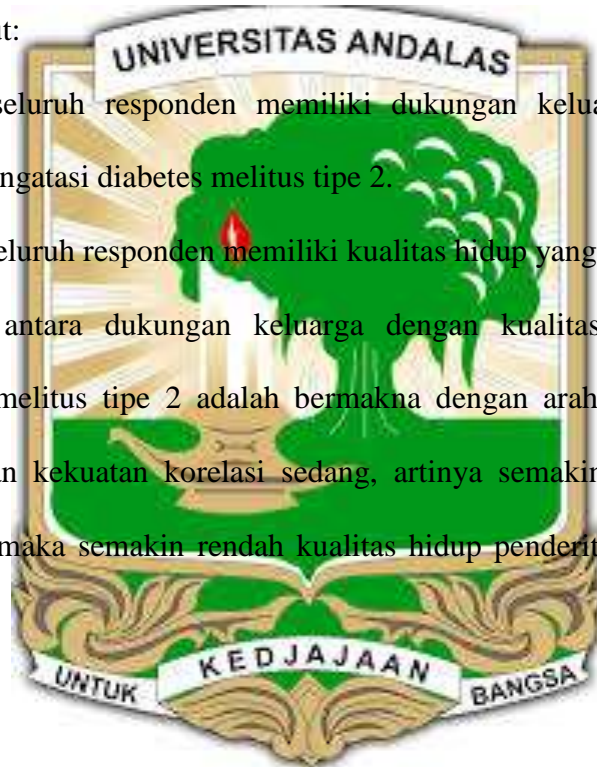 ut:
UNIVERSITAS ANDALAS
seluruh responden memiliki dukungan kelua
ngatasi diabetes melitus tipe 2.
eluruh responden memiliki kualitas hidup yang
antara dukungan keluarga dengan kualitas
melitus tipe 2 adalah bermakna dengan arah
an kekuatan korelasi sedang, artinya semakin
maka semakin rendah kualitas hidup penderit
UNTUK KEDJAJAAN BANGSA